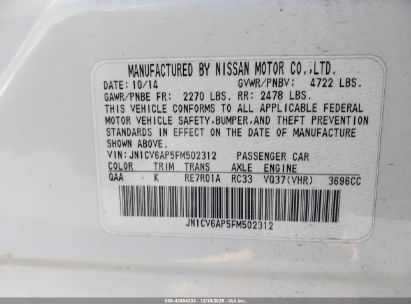 MANUFACTURED BY NISSAN MOTOR CO.,LTD.
DATE: 10/14 GVWR/PNBV: 4722 LBS.
GAWR/PNBE FR: 2270 LBS. RR: 2478 LBS.
THIS VEHICLE CONFORMS TO ALL APPLICABLE FEDERAL
MOTOR VEHICLE SAFETY,BUMPER,AND THEFT PREVENTION
STANDARDS IN EFFECT ON THE DATE OF MANUFACTURE
SHOWN ABOVE.
VIN: JN1CV6AP5FM502312 PASSENGER CAR
COLOR TRIM TRANS AXLE ENGINE
QAA K RE7R01A RC33 VQ37(VHR) 3696CC
JN1CV6AP5FM502312